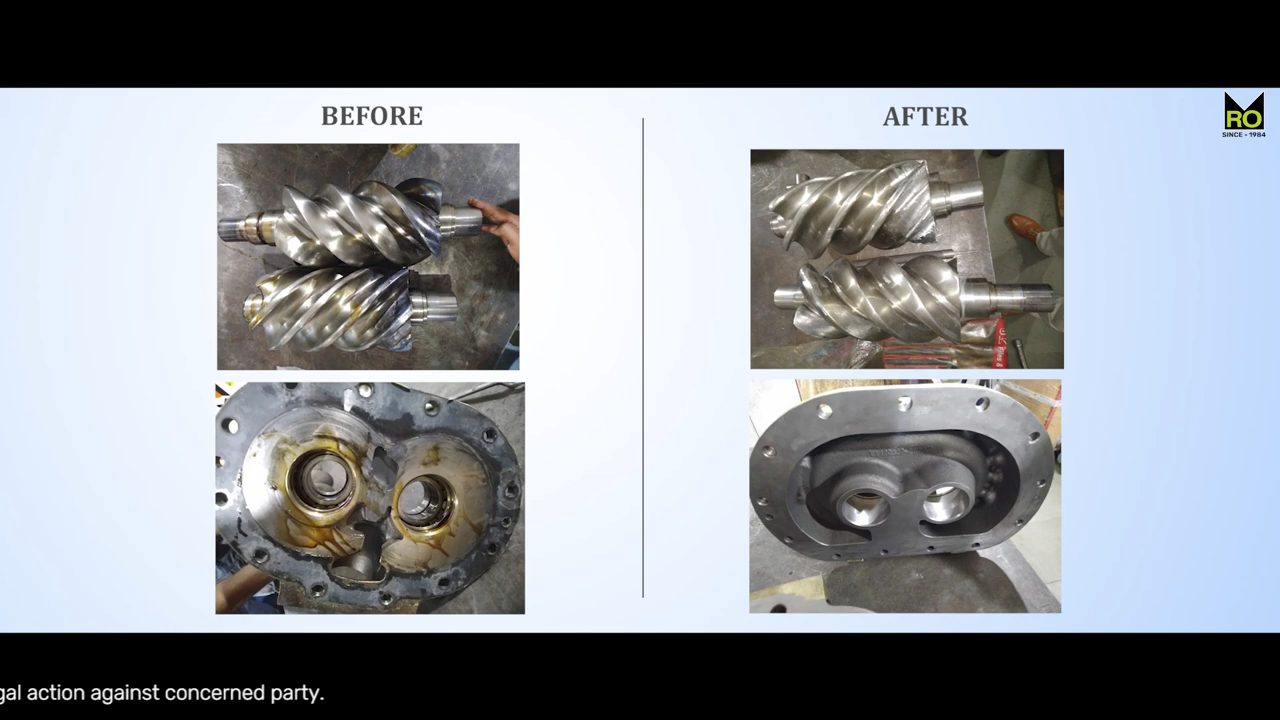 BEFORE
AFTER
RO
SINCE - 1984
gal action against concerned party.